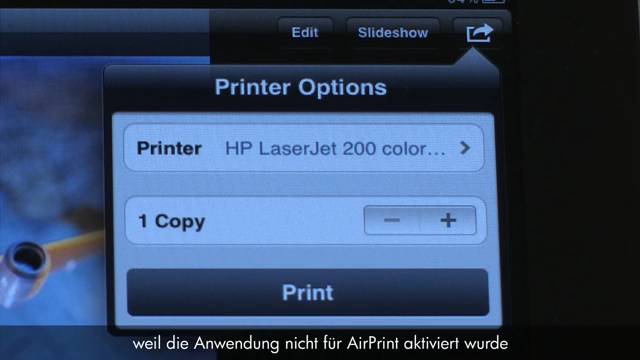 Edit
Slideshow
Printer Options
Printer HP LaserJet 200 color...
1 Copy
Print
weil die Anwendung nicht für AirPrint aktiviert wurde